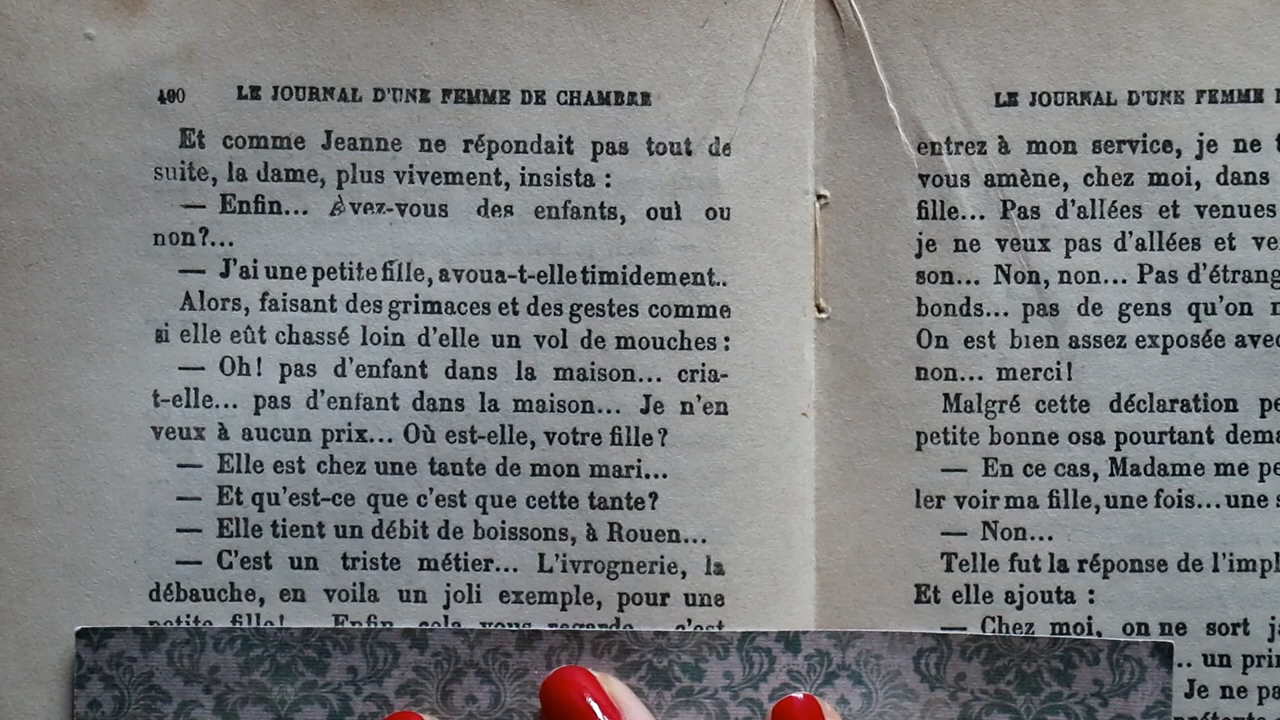 400 LE JOURNAL D'UNE FEMME DE CHAMBRE
Et comme Jeanne ne répondait pas tout de
suite, la dame, plus vivement, insista :
— Enfin... Avez-vous des enfants, oui ou
non?...
— J'ai une petite fille, avoua-t-elle timidement..
Alors, faisant des grimaces et des gestes comme
si elle eût chassé loin d'elle un vol de mouches :
— Oh! pas d'enfant dans la maison... cria-
t-elle... pas d'enfant dans la maison... Je n'en
veux à aucun prix... Où est-elle, votre fille?
— Elle est chez une tante de mon mari...
— Et qu'est-ce que c'est que cette tante?
— Elle tient un débit de boissons, à Rouen...
— C'est un triste métier... L'ivrognerie, la
débauche, en voila un joli exemple, pour une
petite fille! Enfin cela vous regarde c'est
LE JOURNAL D'UNE FEMME
entrez à mon service, je ne
vous amène, chez moi, dans
fille... Pas d'allées et venues
je ne veux pas d'allées et
son... Non, non... Pas
bonds... pas de gens qu'on
On est bien assez exposée
non... merci!
Malgré cette déclaration
petite bonne osa pourtant
— En ce cas, Madame me
ler voir ma fille, une fois... une
— Non...
Telle fut la réponse de
Et elle ajouta :
— Chez moi, on ne sort
.. un
Je ne